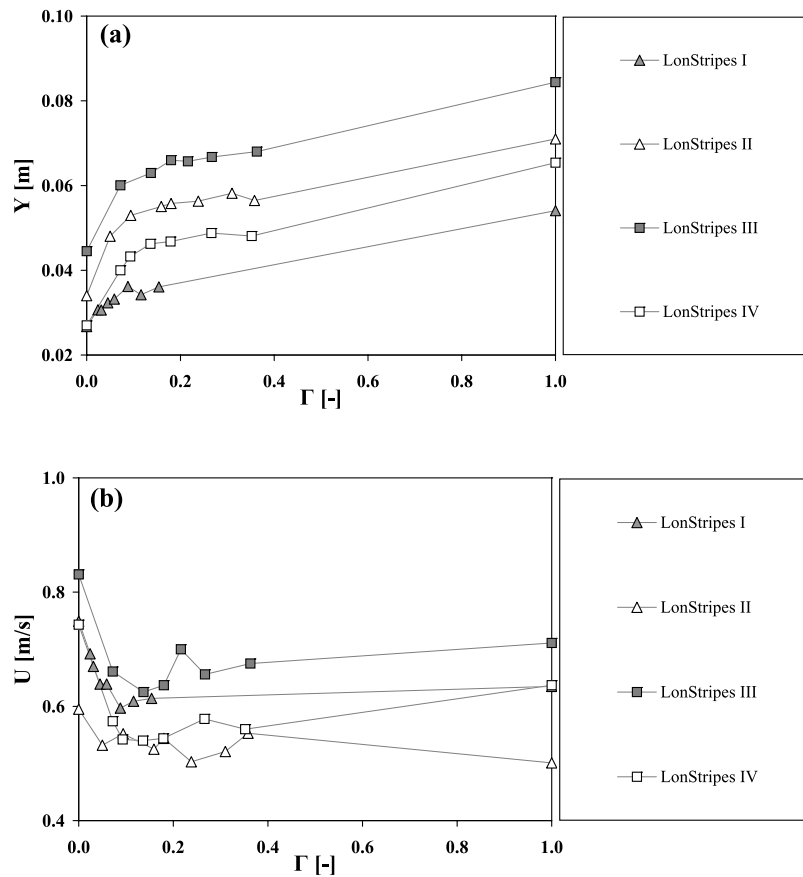 (a)
0.10
0.08
0.06
0.04
0.02
Y [m]
0.0 0.2 0.4 0.6 0.8 1.0
Γ [-]
LonStripes I
LonStripes II
LonStripes III
LonStripes IV
(b)
1.0
0.8
0.6
0.4
U [m/s]
0.0 0.2 0.4 0.6 0.8 1.0
Γ [-]
LonStripes I
LonStripes II
LonStripes III
LonStripes IV